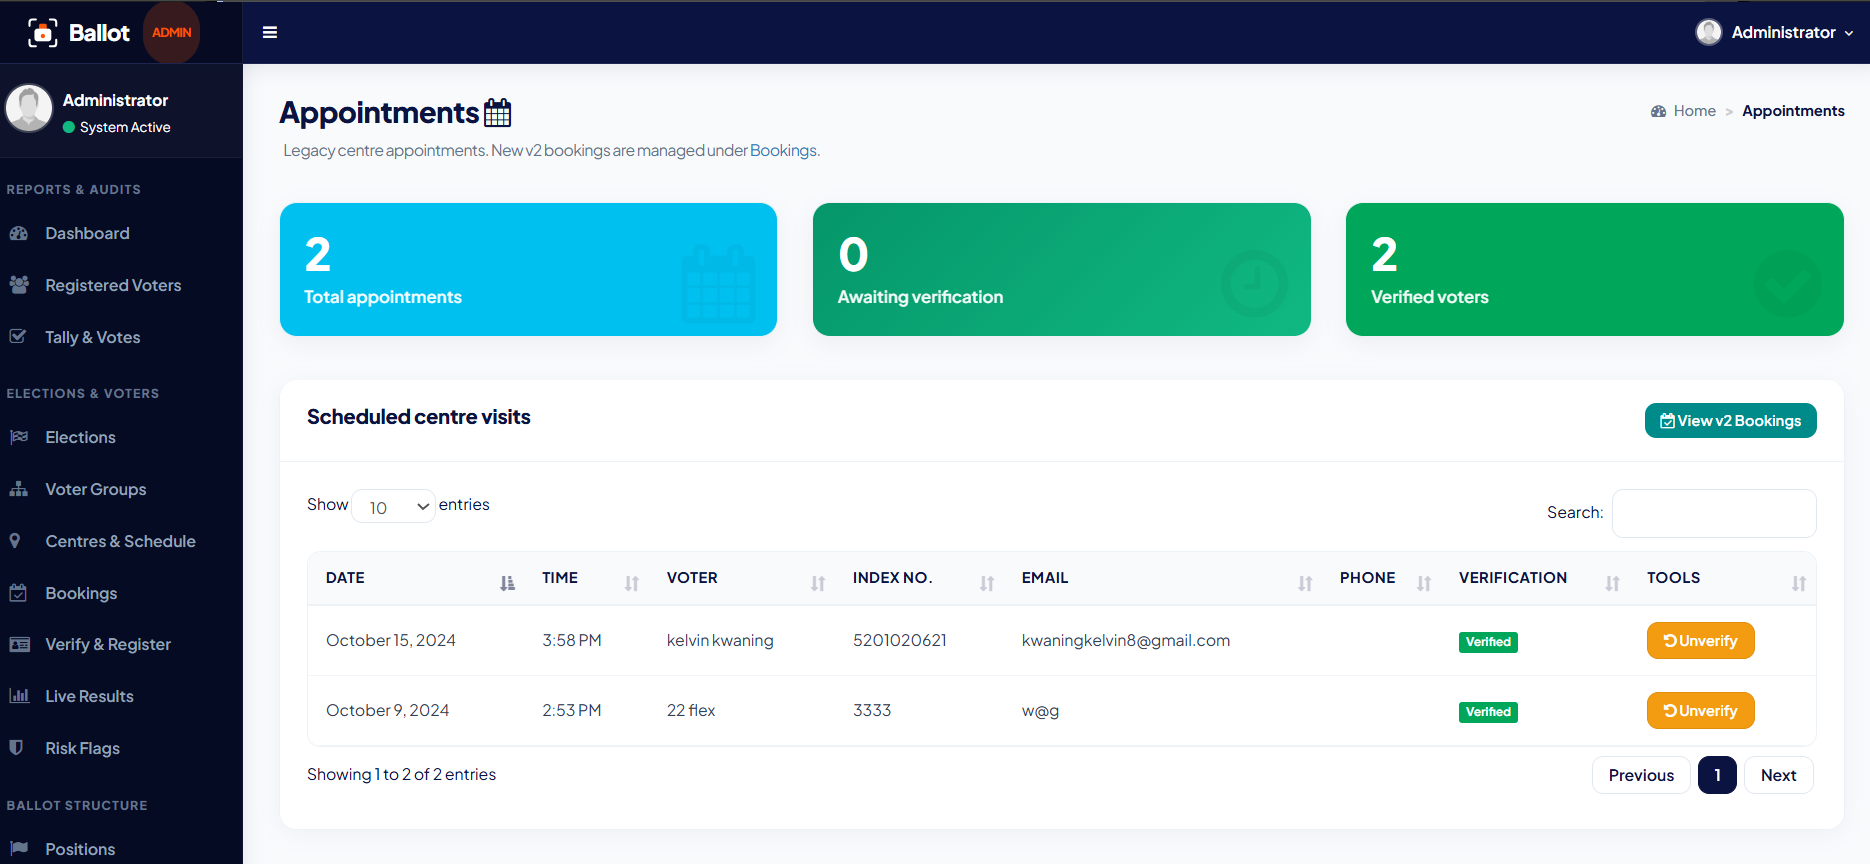 Ballot ADMIN
Administrator
Administrator
System Active
REPORTS & AUDITS
Dashboard
Registered Voters
Tally & Votes
ELECTIONS & VOTERS
Elections
Voter Groups
Centres & Schedule
Bookings
Verify & Register
Live Results
Risk Flags
BALLOT STRUCTURE
Positions
Appointments
Home > Appointments
Legacy centre appointments. New v2 bookings are managed under Bookings.
2
Total appointments
0
Awaiting verification
2
Verified voters
Scheduled centre visits
View v2 Bookings
Show 10 entries
Search:
DATE TIME VOTER INDEX NO. EMAIL PHONE VERIFICATION TOOLS
October 15, 2024 3:58 PM kelvin kwaning 5201020621 kwaningkelvin8@gmail.com Verified Unverify
October 9, 2024 2:53 PM 22 flex 3333 w@g Verified Unverify
Showing 1 to 2 of 2 entries
Previous 1 Next